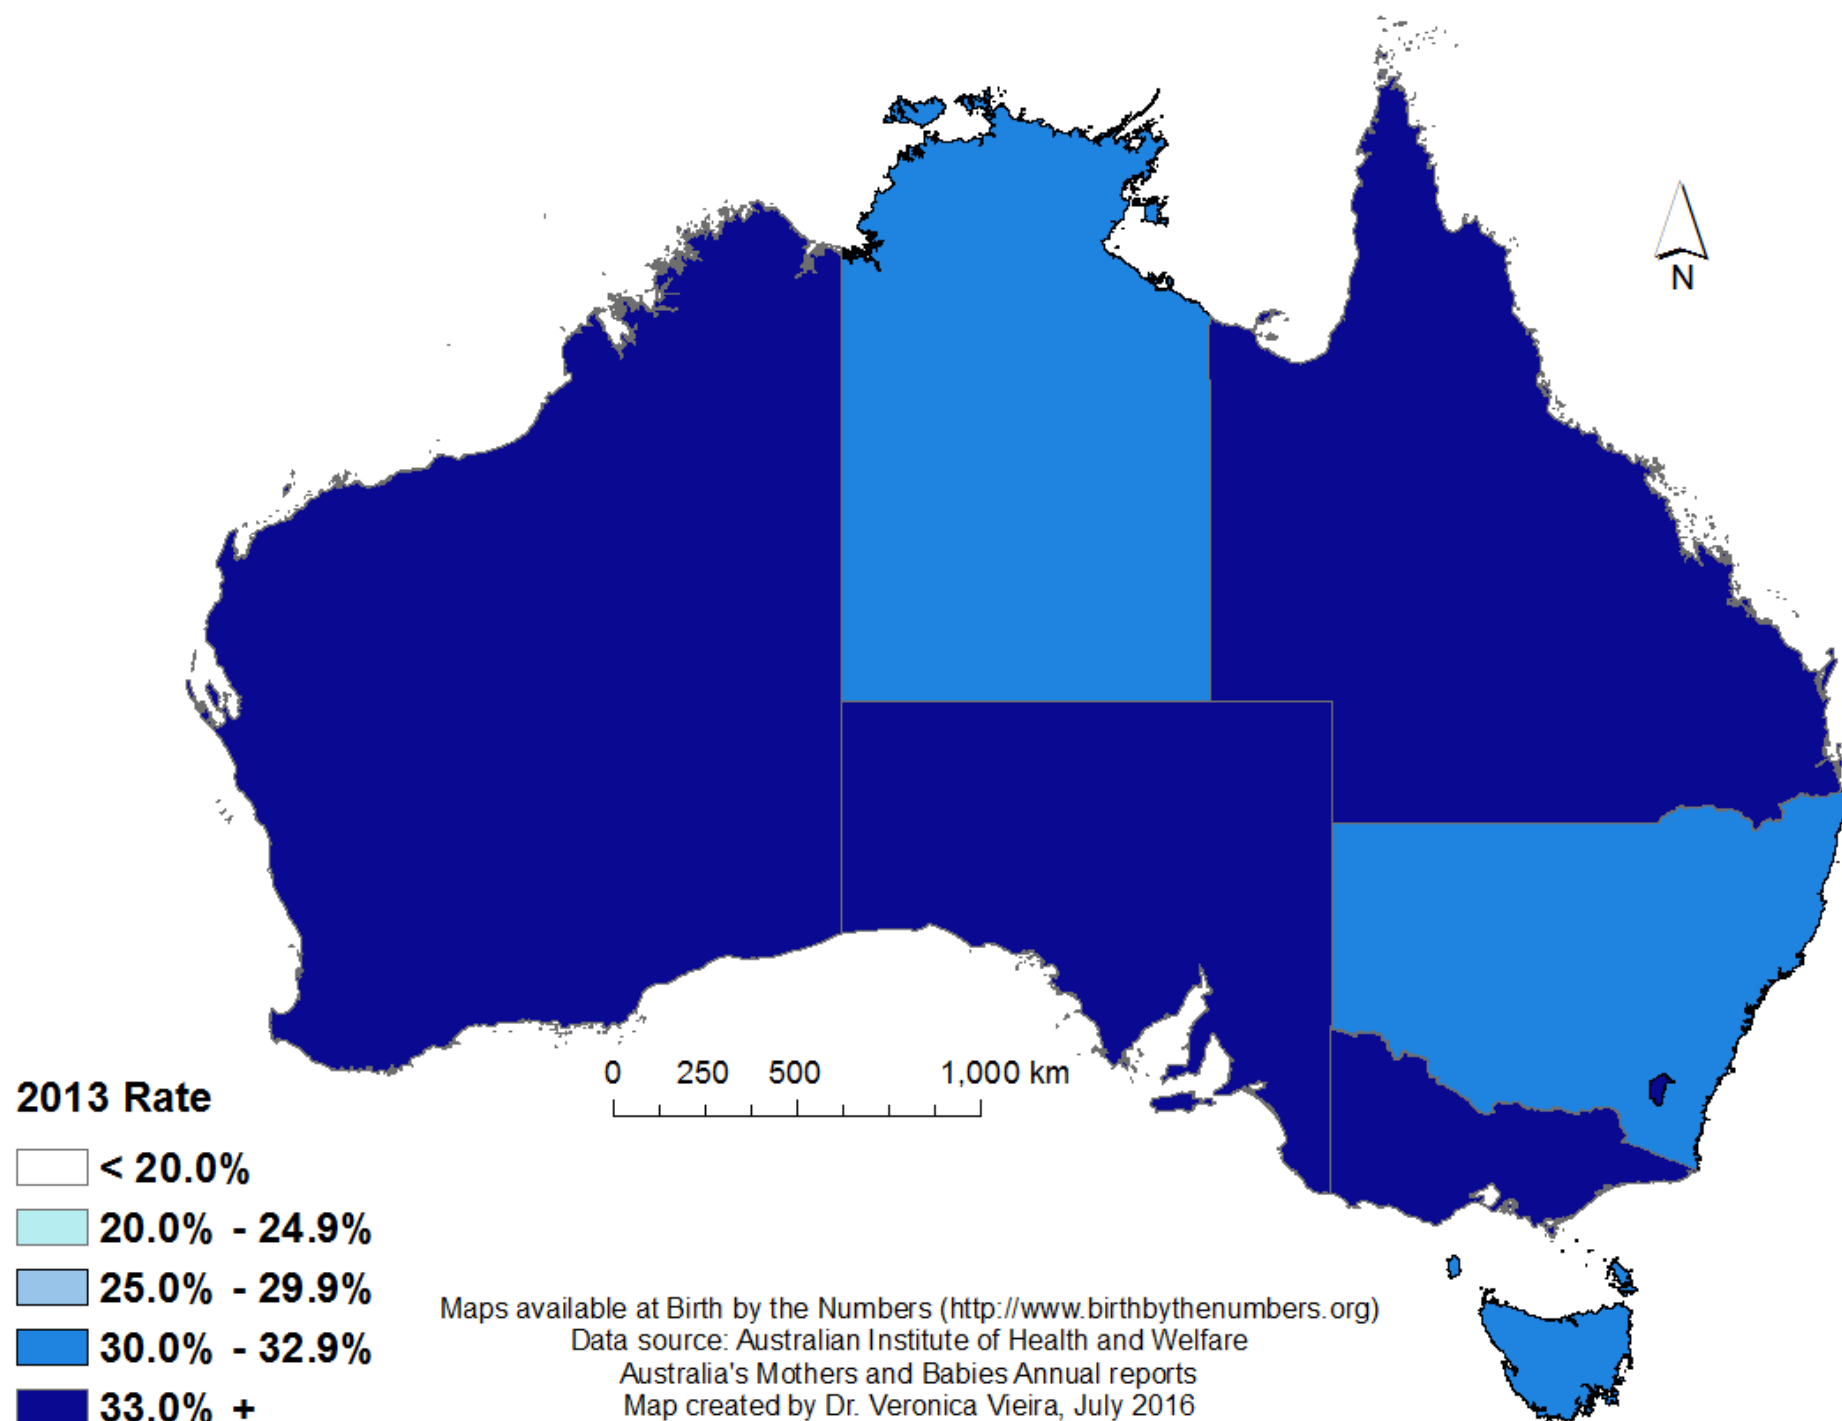 N
0 250 500 1,000 km
2013 Rate
< 20.0%
20.0% - 24.9%
25.0% - 29.9%
30.0% - 32.9%
33.0% +
Maps available at Birth by the Numbers (http://www.birthbythenumbers.org)
Data source: Australian Institute of Health and Welfare
Australia's Mothers and Babies Annual reports
Map created by Dr. Veronica Vieira, July 2016